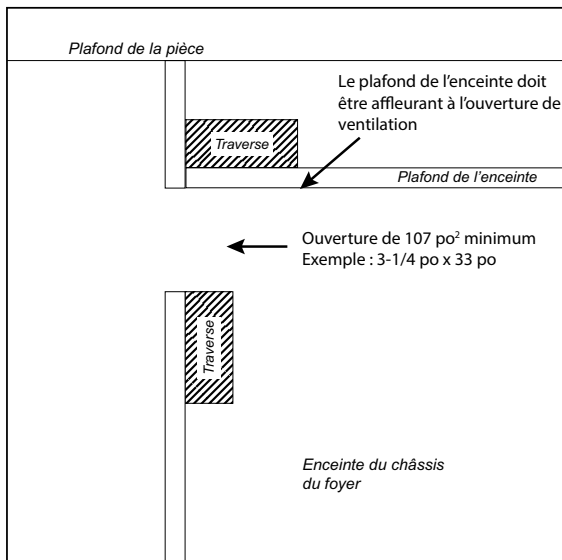 Plafond de la pièce
Le plafond de l’enceinte doit
être affleurant à l’ouverture de
ventilation
Traverse
Plafond de l’enceinte
Ouverture de 107 po² minimum
Exemple : 3-1/4 po x 33 po
Traverse
Enceinte du châssis
du foyer